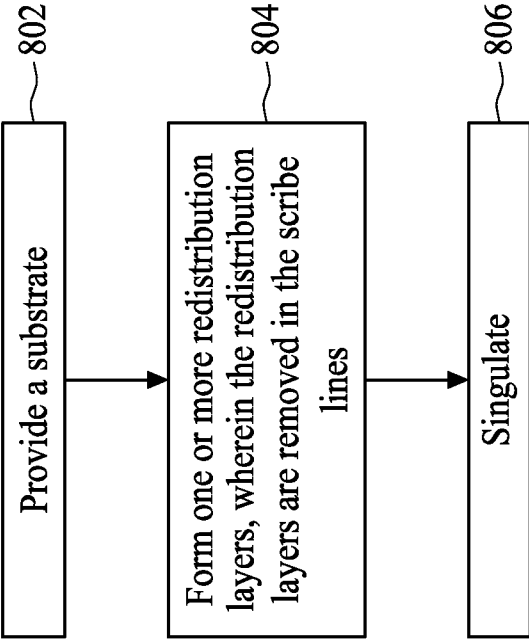 Provide a substrate
802
Form one or more redistribution
layers, wherein the redistribution
layers are removed in the scribe
lines
804
Singulate
806